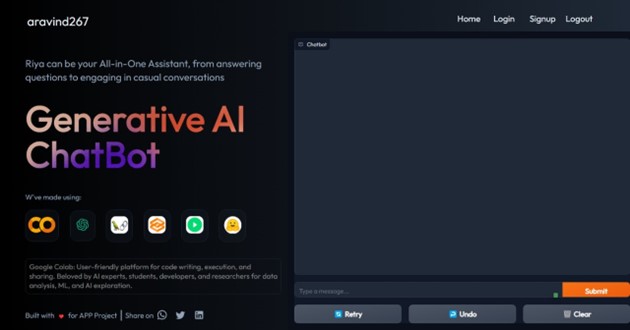 aravind267
Home Login Signup Logout
Riya can be your All-in-One Assistant, from answering
questions to engaging in casual conversations
Generative AI
ChatBot
W've made using:
Google Colab: User-friendly platform for code writing, execution, and
sharing. Beloved by AI experts, students, developers, and researchers for data
analysis, ML, and AI exploration.
Built with for APP Project | Share on
Chatbot
Type a message...
Submit
Retry
Undo
Clear